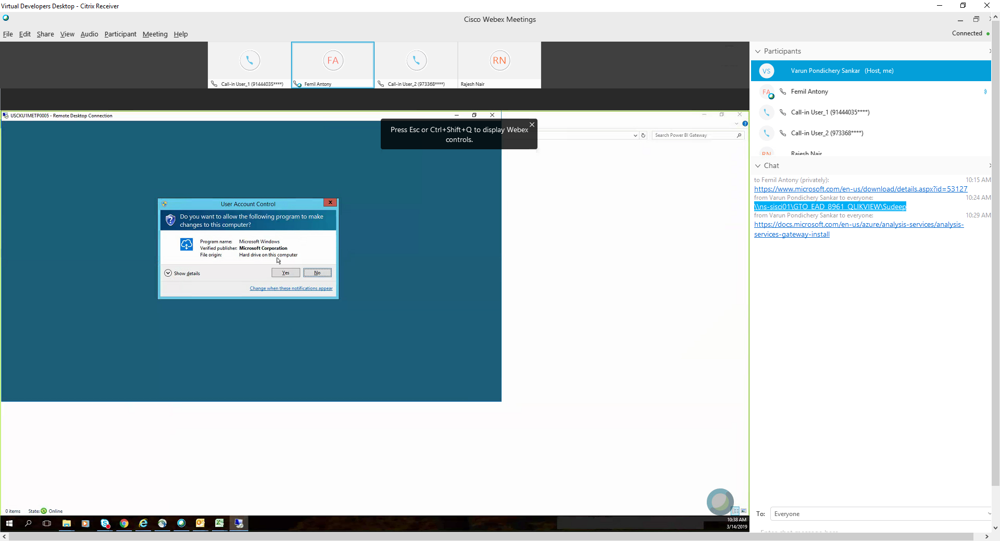 Virtual Developers Desktop - Citrix Receiver
Cisco Webex Meetings
File Edit Share View Audio Participant Meeting Help
Connected
FA
RN
Call-in User_1 (91444035****)
Femil Antony
Call-in User_2 (973368****)
Rajesh Nair
Participants
VS Varun Pondichery Sankar (Host, me)
FA Femil Antony
Call-in User_1 (91444035****)
Call-in User_2 (973368****)
RN Rajesh Nair
USCKU1METP0005 - Remote Desktop Connection
Press Esc or Ctrl+Shift+Q to display Webex
controls.
Search Power BI Gateway
User Account Control
Do you want to allow the following program to make
changes to this computer?
Program name: Microsoft Windows
Verified publisher: Microsoft Corporation
File origin: Hard drive on this computer
Show details
Yes
No
Change when these notifications appear
Chat
to Femil Antony (privately): 10:15 AM
https://www.microsoft.com/en-us/download/details.aspx?id=53127
from Varun Pondichery Sankar to everyone: 10:24 AM
\\ns-sisci01\GTO_EAD_8961_QLIKVIEW\Sudeep
from Varun Pondichery Sankar to everyone: 10:29 AM
https://docs.microsoft.com/en-us/azure/analysis-services/analysis-
services-gateway-install
0 items State: Online
10:38 AM
3/14/2019
To: Everyone